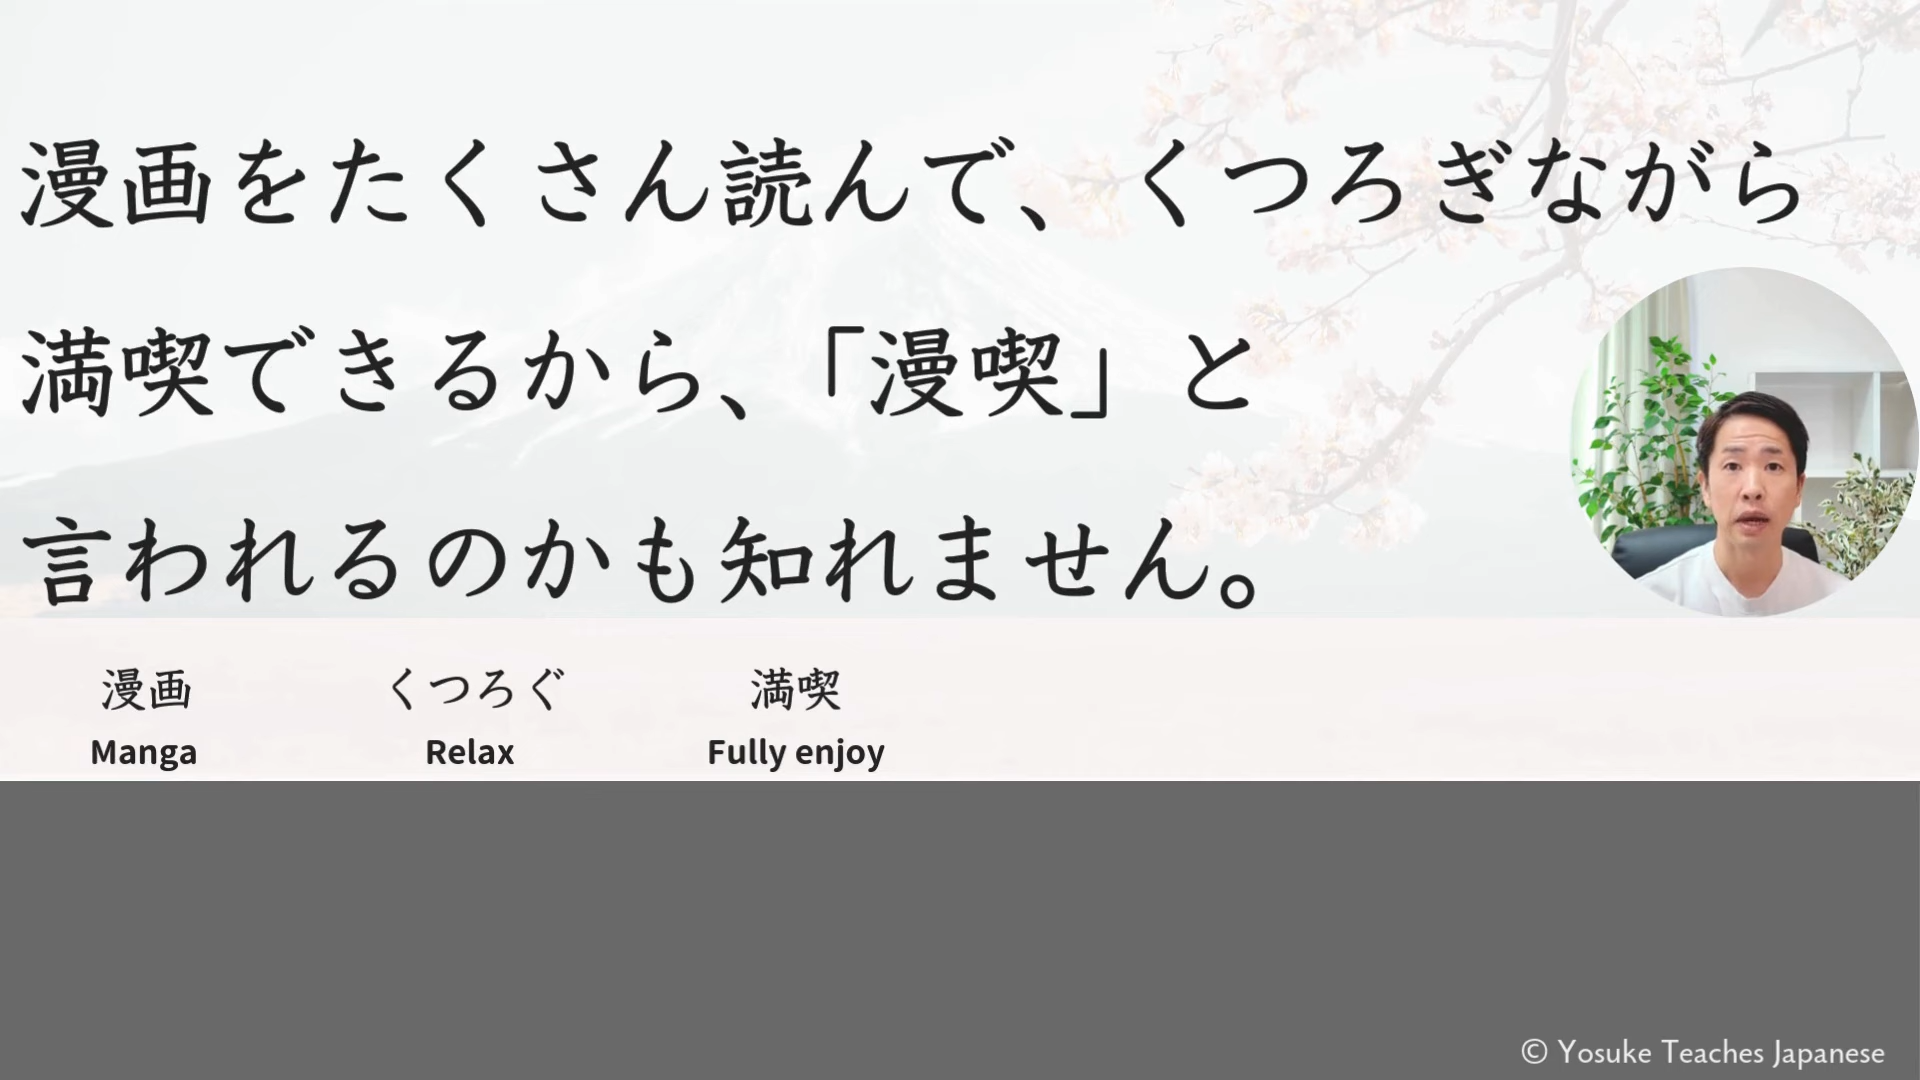 漫画をたくさん読んで、くつろぎながら
満喫できるから、「漫喫」と
言われるのかも知れません。
漫画 くつろぐ 満喫
Manga Relax Fully enjoy
© Yosuke Teaches Japanese